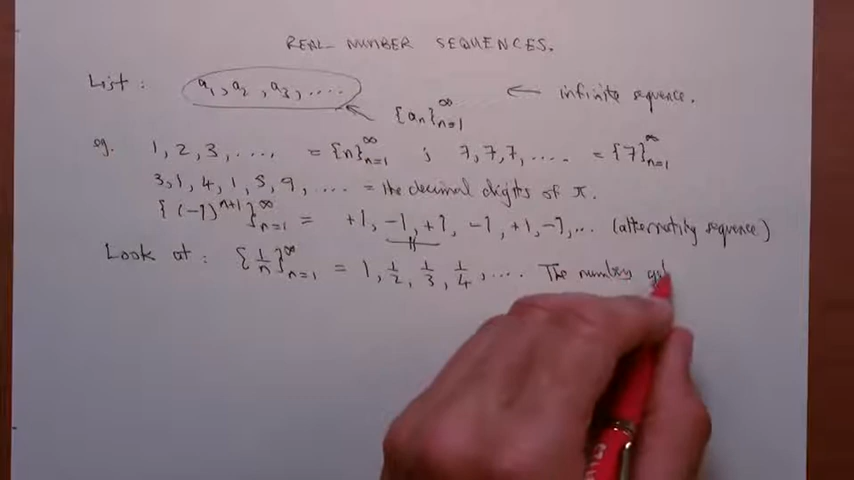 REAL NUMBER SEQUENCES.
List : a₁, a₂, a₃, .... ← infinite sequence.
{aₙ}ₙ₌₁^∞
eg. 1, 2, 3, .... = {n}ₙ₌₁^∞ ; 7, 7, 7, .... = {7}ₙ₌₁^∞
3, 1, 4, 1, 5, 9, .... = the decimal digits of π.
{(-1)ⁿ⁺¹}ₙ₌₁^∞ = +1, -1, +1, -1, +1, -1, ... (alternating sequence)
Look at : {1/n}ₙ₌₁^∞ = 1, 1/2, 1/3, 1/4, .... The numbers